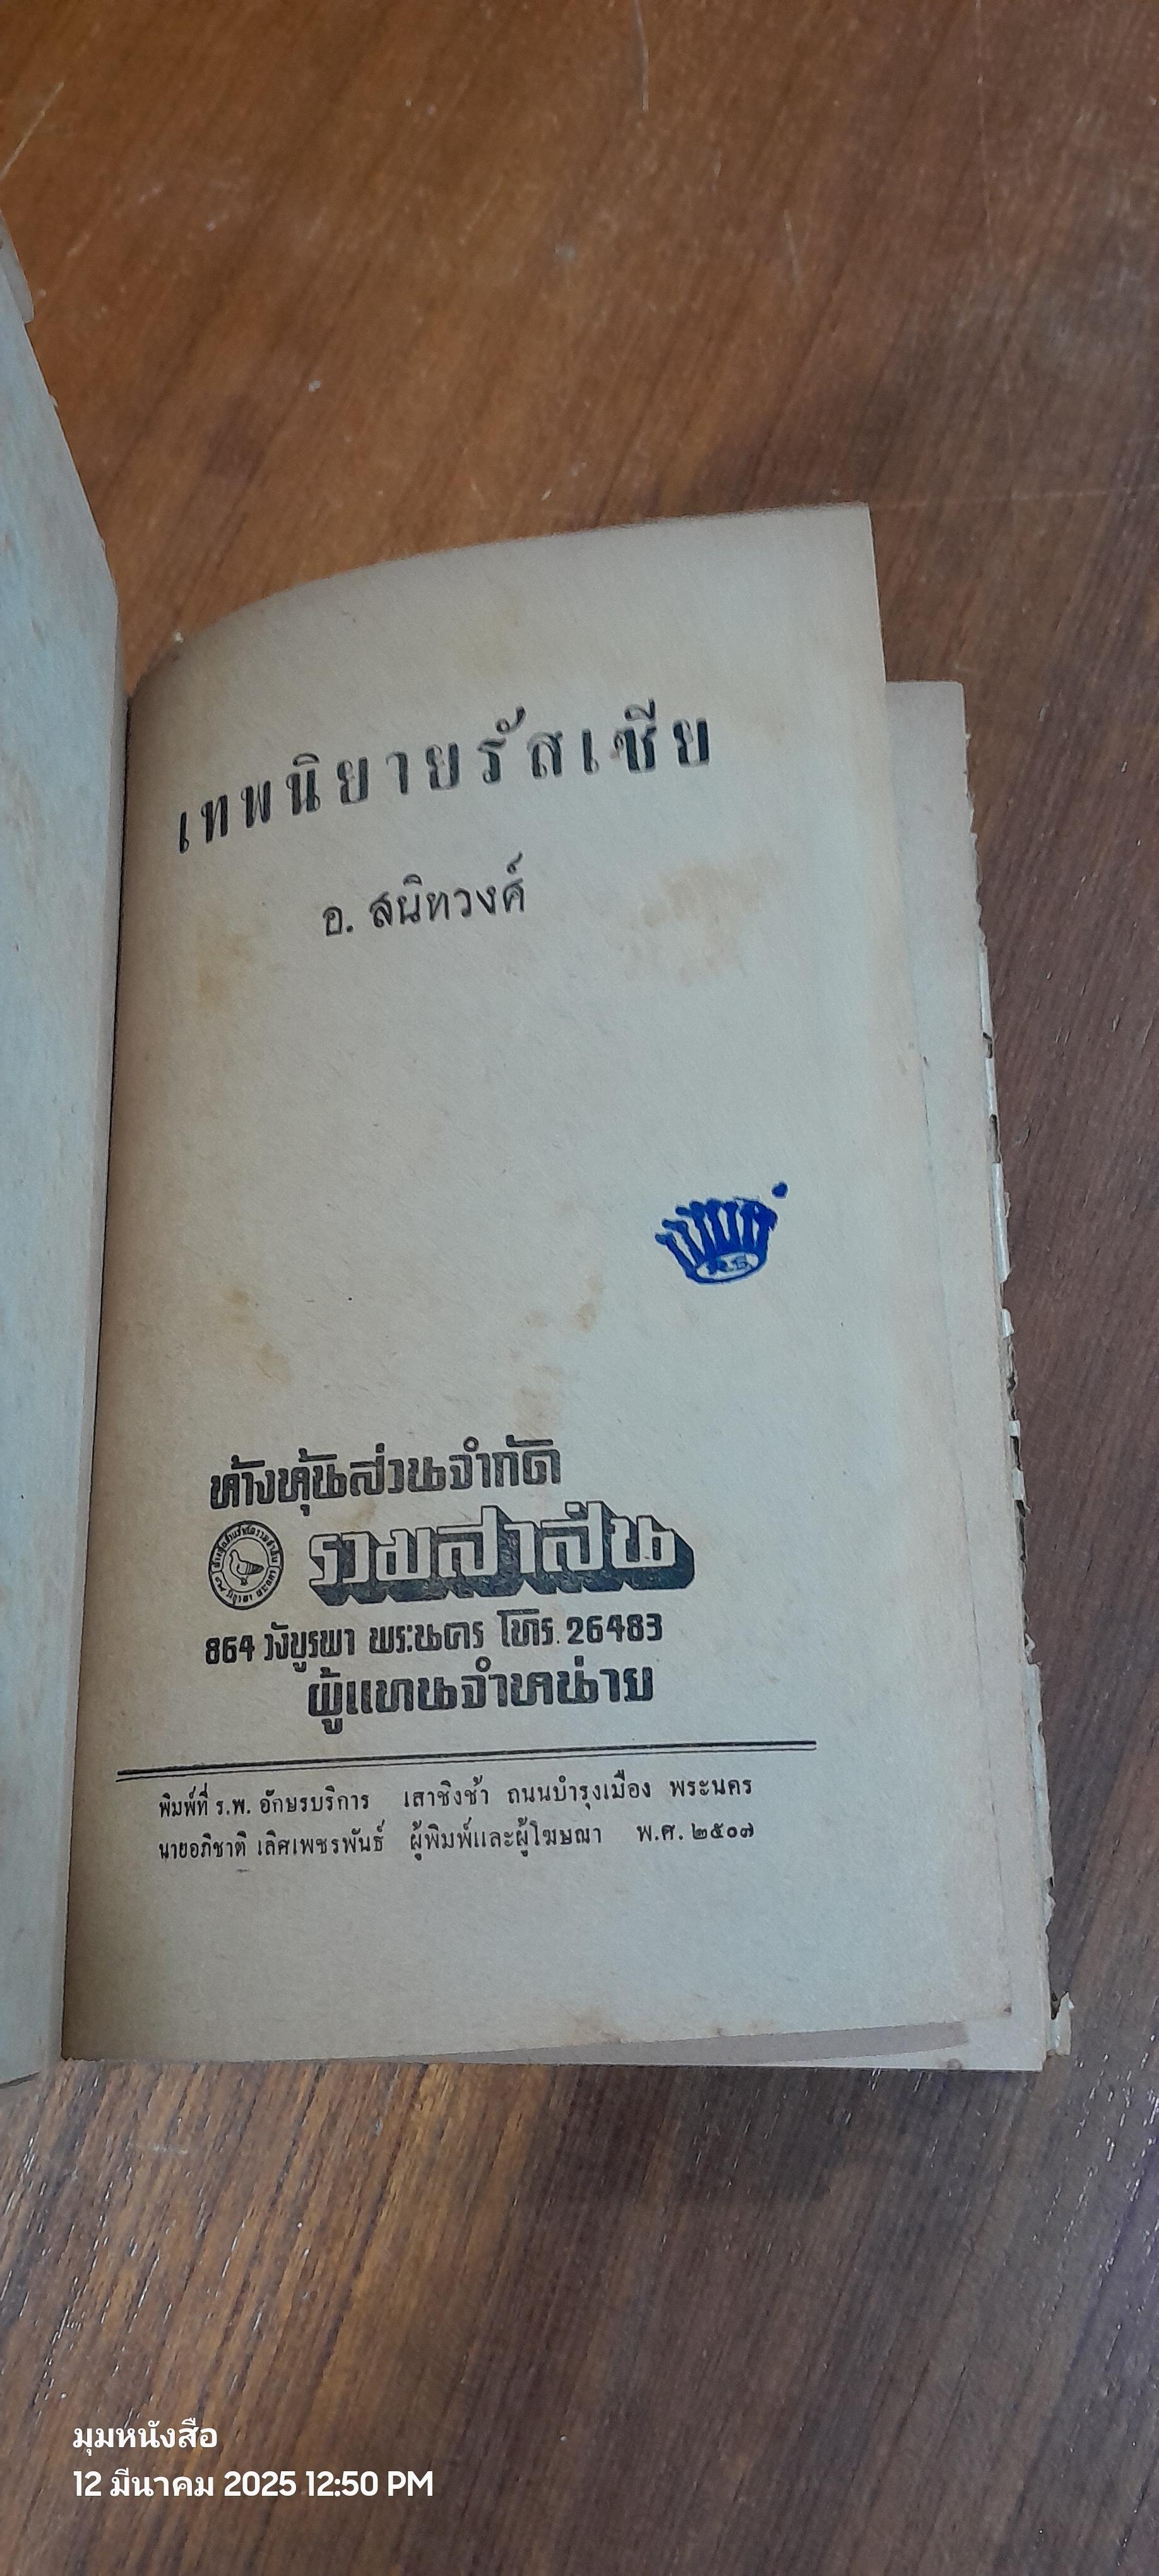 เทพนิยายรัสเซีย
อ. สนิทวงศ์
ห้างหุ้นส่วนจำกัด
รวมสาส์น
864 วังบูรพา พระนคร โทร. 26483
ผู้แทนจำหน่าย
พิมพ์ที่ ร.พ. อักษรบริการ เสาชิงช้า ถนนบำรุงเมือง พระนคร
นายอภิชาติ เลิศเพชรพันธ์ ผู้พิมพ์และผู้โฆษณา พ.ศ. ๒๕๐๗
มุมหนังสือ
12 มีนาคม 2025 12:50 PM